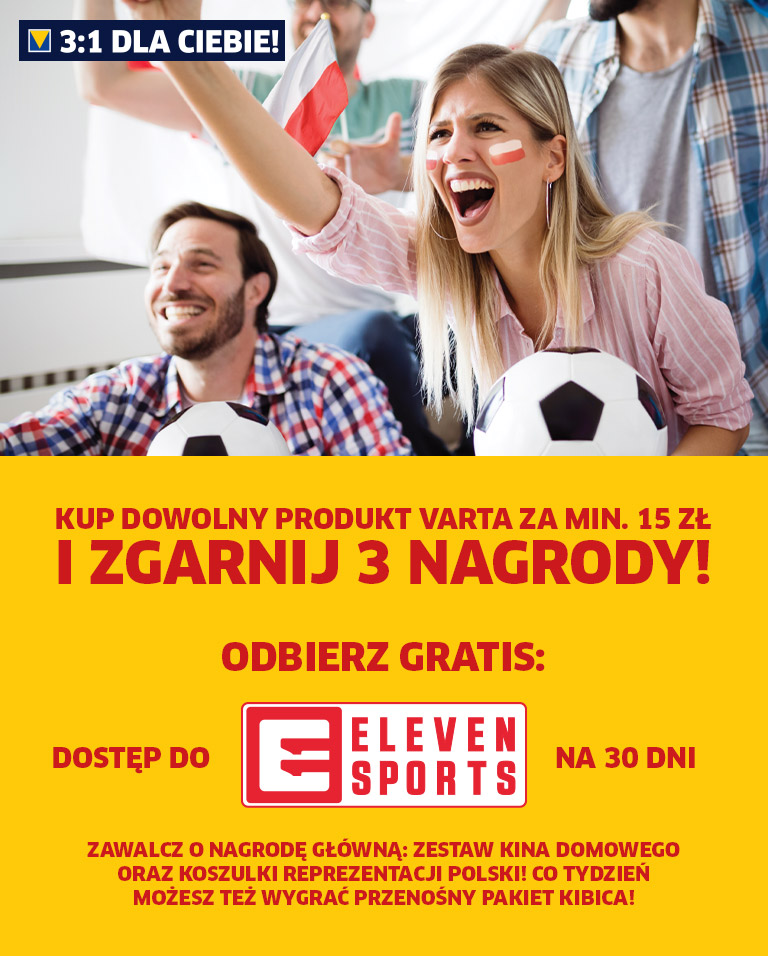 3:1 DLA CIEBIE!
KUP DOWOLNY PRODUKT VARTA ZA MIN. 15 ZŁ
I ZGARNIJ 3 NAGRODY!
ODBIERZ GRATIS:
DOSTĘP DO
ELEVEN
SPORTS
NA 30 DNI
ZAWALCZ O NAGRODĘ GŁÓWNĄ: ZESTAW KINA DOMOWEGO
ORAZ KOSZULKI REPREZENTACJI POLSKI! CO TYDZIEŃ
MOŻESZ TEŻ WYGRAĆ PRZENOŚNY PAKIET KIBICA!